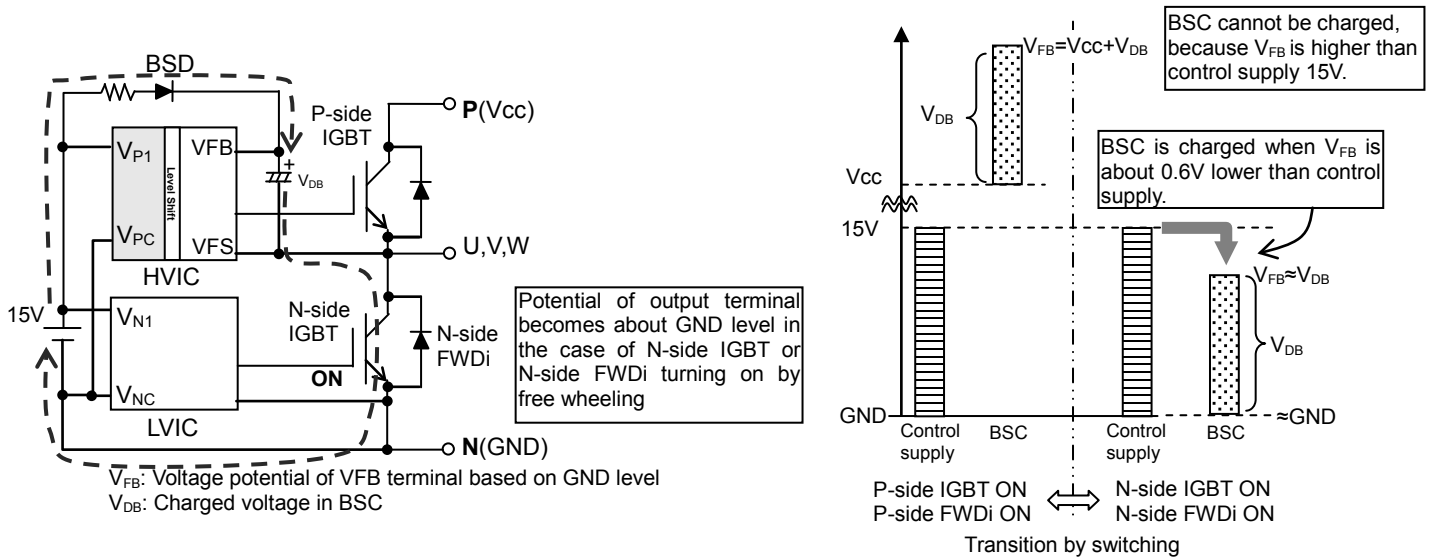 BSD
P-side
IGBT
P(Vcc)
VP1
Level Shift
VFB
+
VDB
VPC
VFS
U,V,W
HVIC
15V
VN1
N-side
IGBT
N-side
FWDi
ON
VNC
LVIC
N(GND)
Potential of output terminal
becomes about GND level in
the case of N-side IGBT or
N-side FWDi turning on by
free wheeling
VFB: Voltage potential of VFB terminal based on GND level
VDB: Charged voltage in BSC
VFB=Vcc+VDB
BSC cannot be charged,
because VFB is higher than
control supply 15V.
VDB
BSC is charged when VFB is
about 0.6V lower than control
supply.
Vcc
15V
VFB≈VDB
VDB
GND
≈GND
Control
supply
BSC
Control
supply
BSC
P-side IGBT ON
P-side FWDi ON
N-side IGBT ON
N-side FWDi ON
Transition by switching